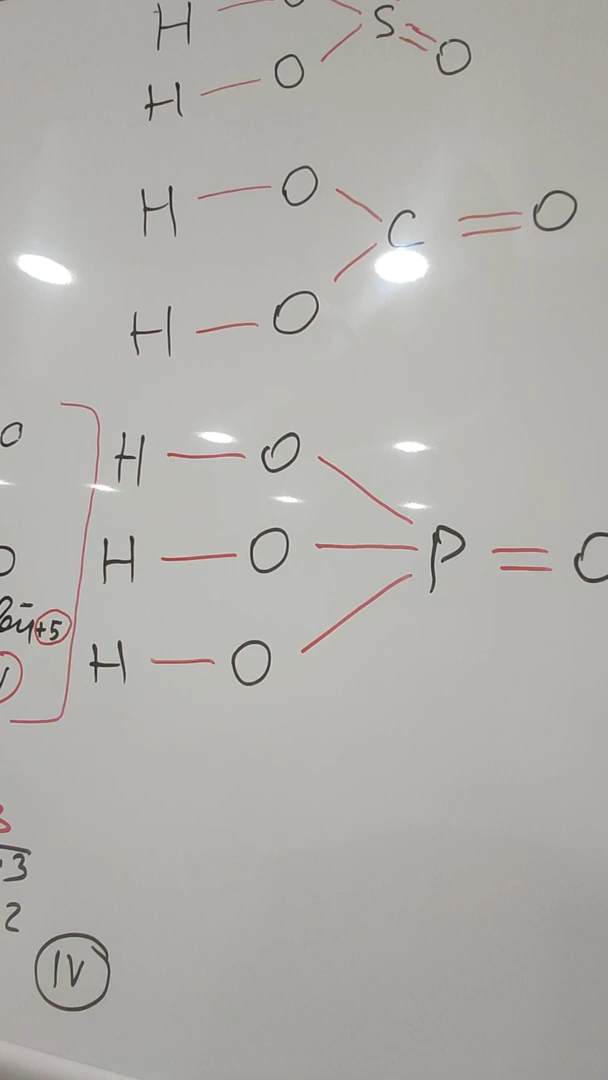 H
S = O
H — O
H — O
C = O
H — O
O
H — O
H — O P = O
+5
H — O
3
2
IV